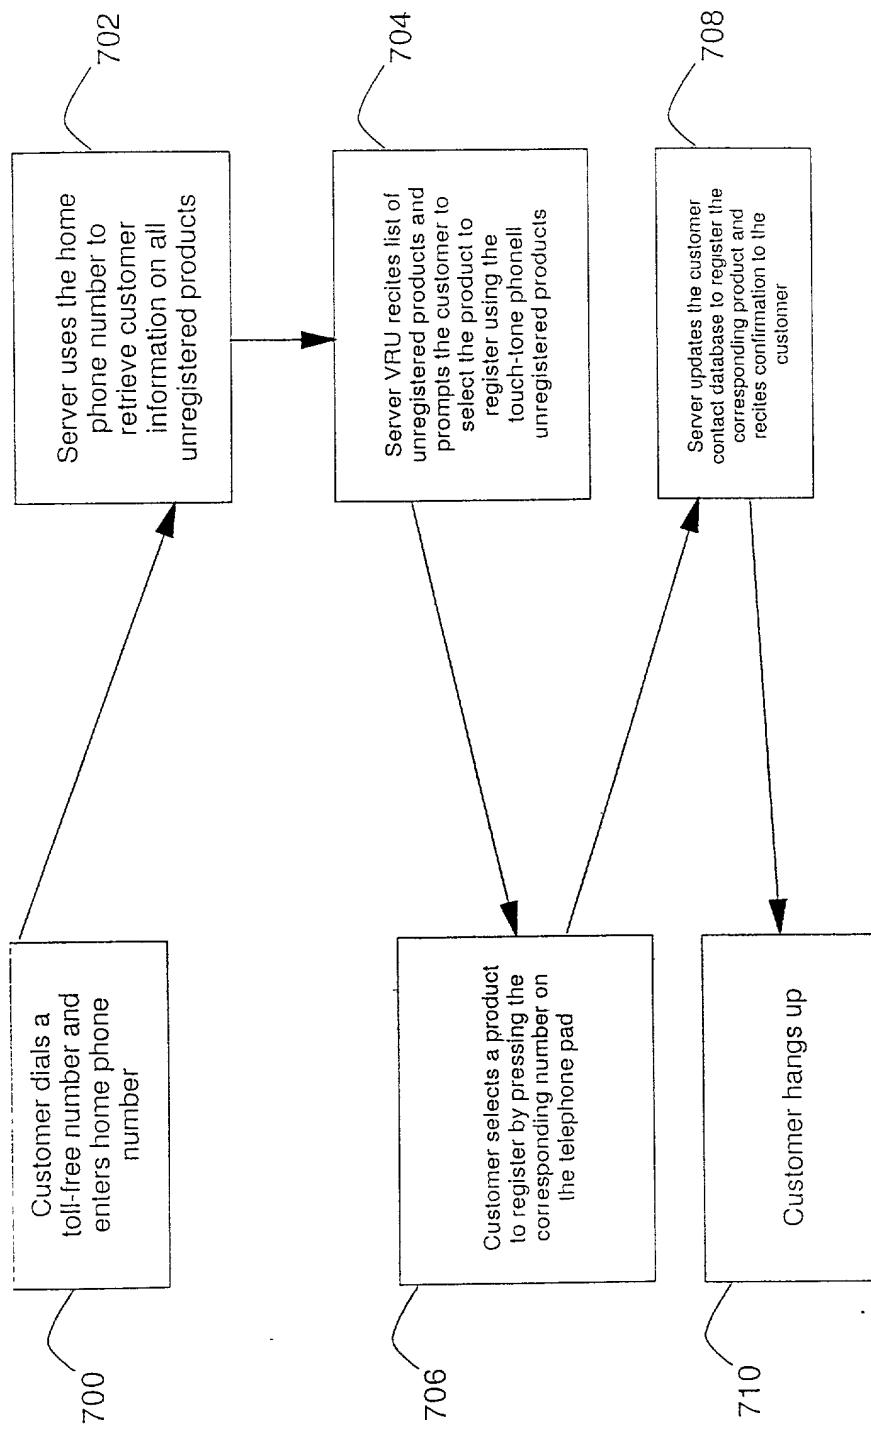 700
Customer dials a
toll-free number and
enters home phone
number
702
Server uses the home
phone number to
retrieve customer
information on all
unregistered products
704
Server VRU recites list of
unregistered products and
prompts the customer to
select the product to
register using the
touch-tone phonell
unregistered products
706
Customer selects a product
to register by pressing the
corresponding number on
the telephone pad
708
Server updates the customer
contact database to register the
corresponding product and
recites confirmation to the
customer
710
Customer hangs up